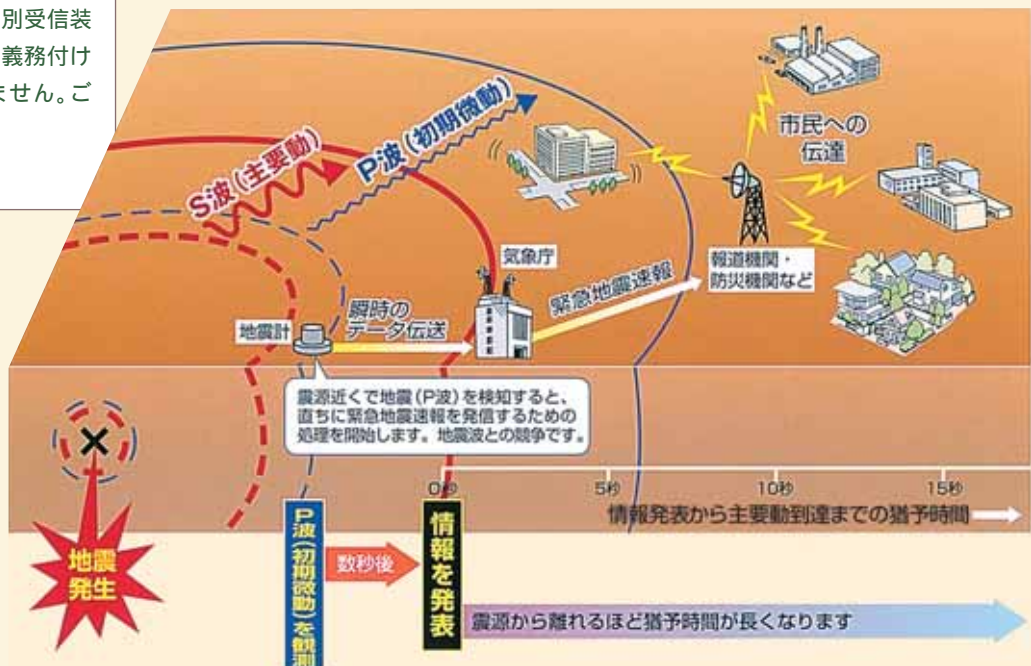 別受信装
義務付け
ません。ご
S波(主要動)
P波(初期微動)
市民への
伝達
気象庁
報道機関・
防災機関など
緊急地震速報
地震計
瞬時の
データ伝送
震源近くで地震(P波)を検知すると、
直ちに緊急地震速報を発信するための
処理を開始します。地震波との競争です。
0秒
5秒
10秒
15秒
情報発表から主要動到達までの猶予時間
地震
発生
P波(初期微動)を観測
数秒後
情報を発表
震源から離れるほど猶予時間が長くなります